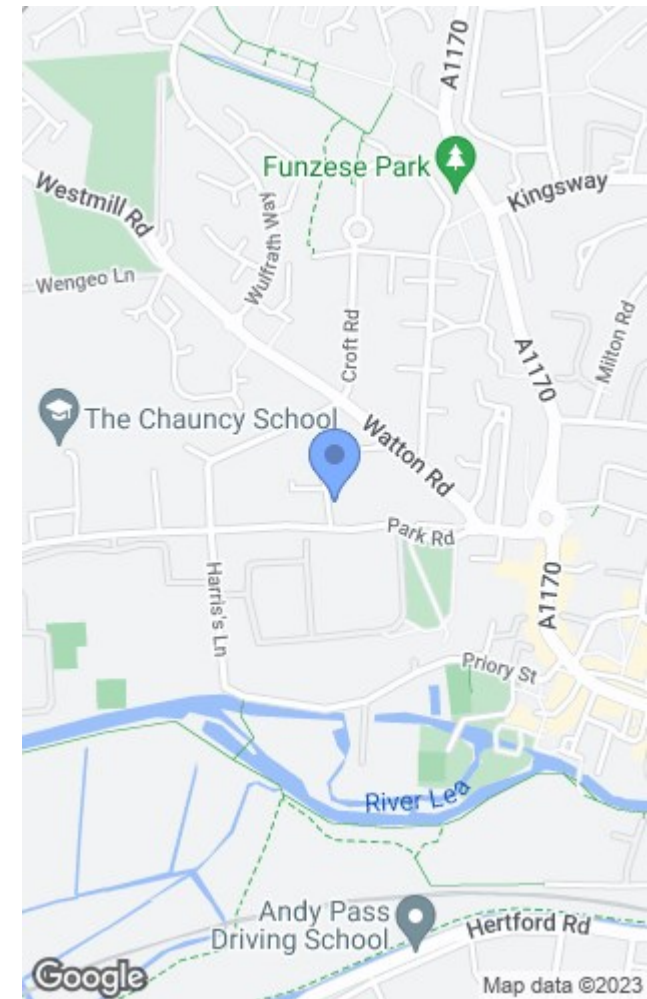 A1170
Funzese Park
Westmill Rd
Kingsway
Wulfrath Way
Wengeo Ln
Croft Rd
Milton Rd
A1170
The Chauncy School
Watton Rd
Park Rd
Harris's Ln
A1170
Priory St
River Lea
Andy Pass
Driving School
Hertford Rd
Google
Map data ©2023